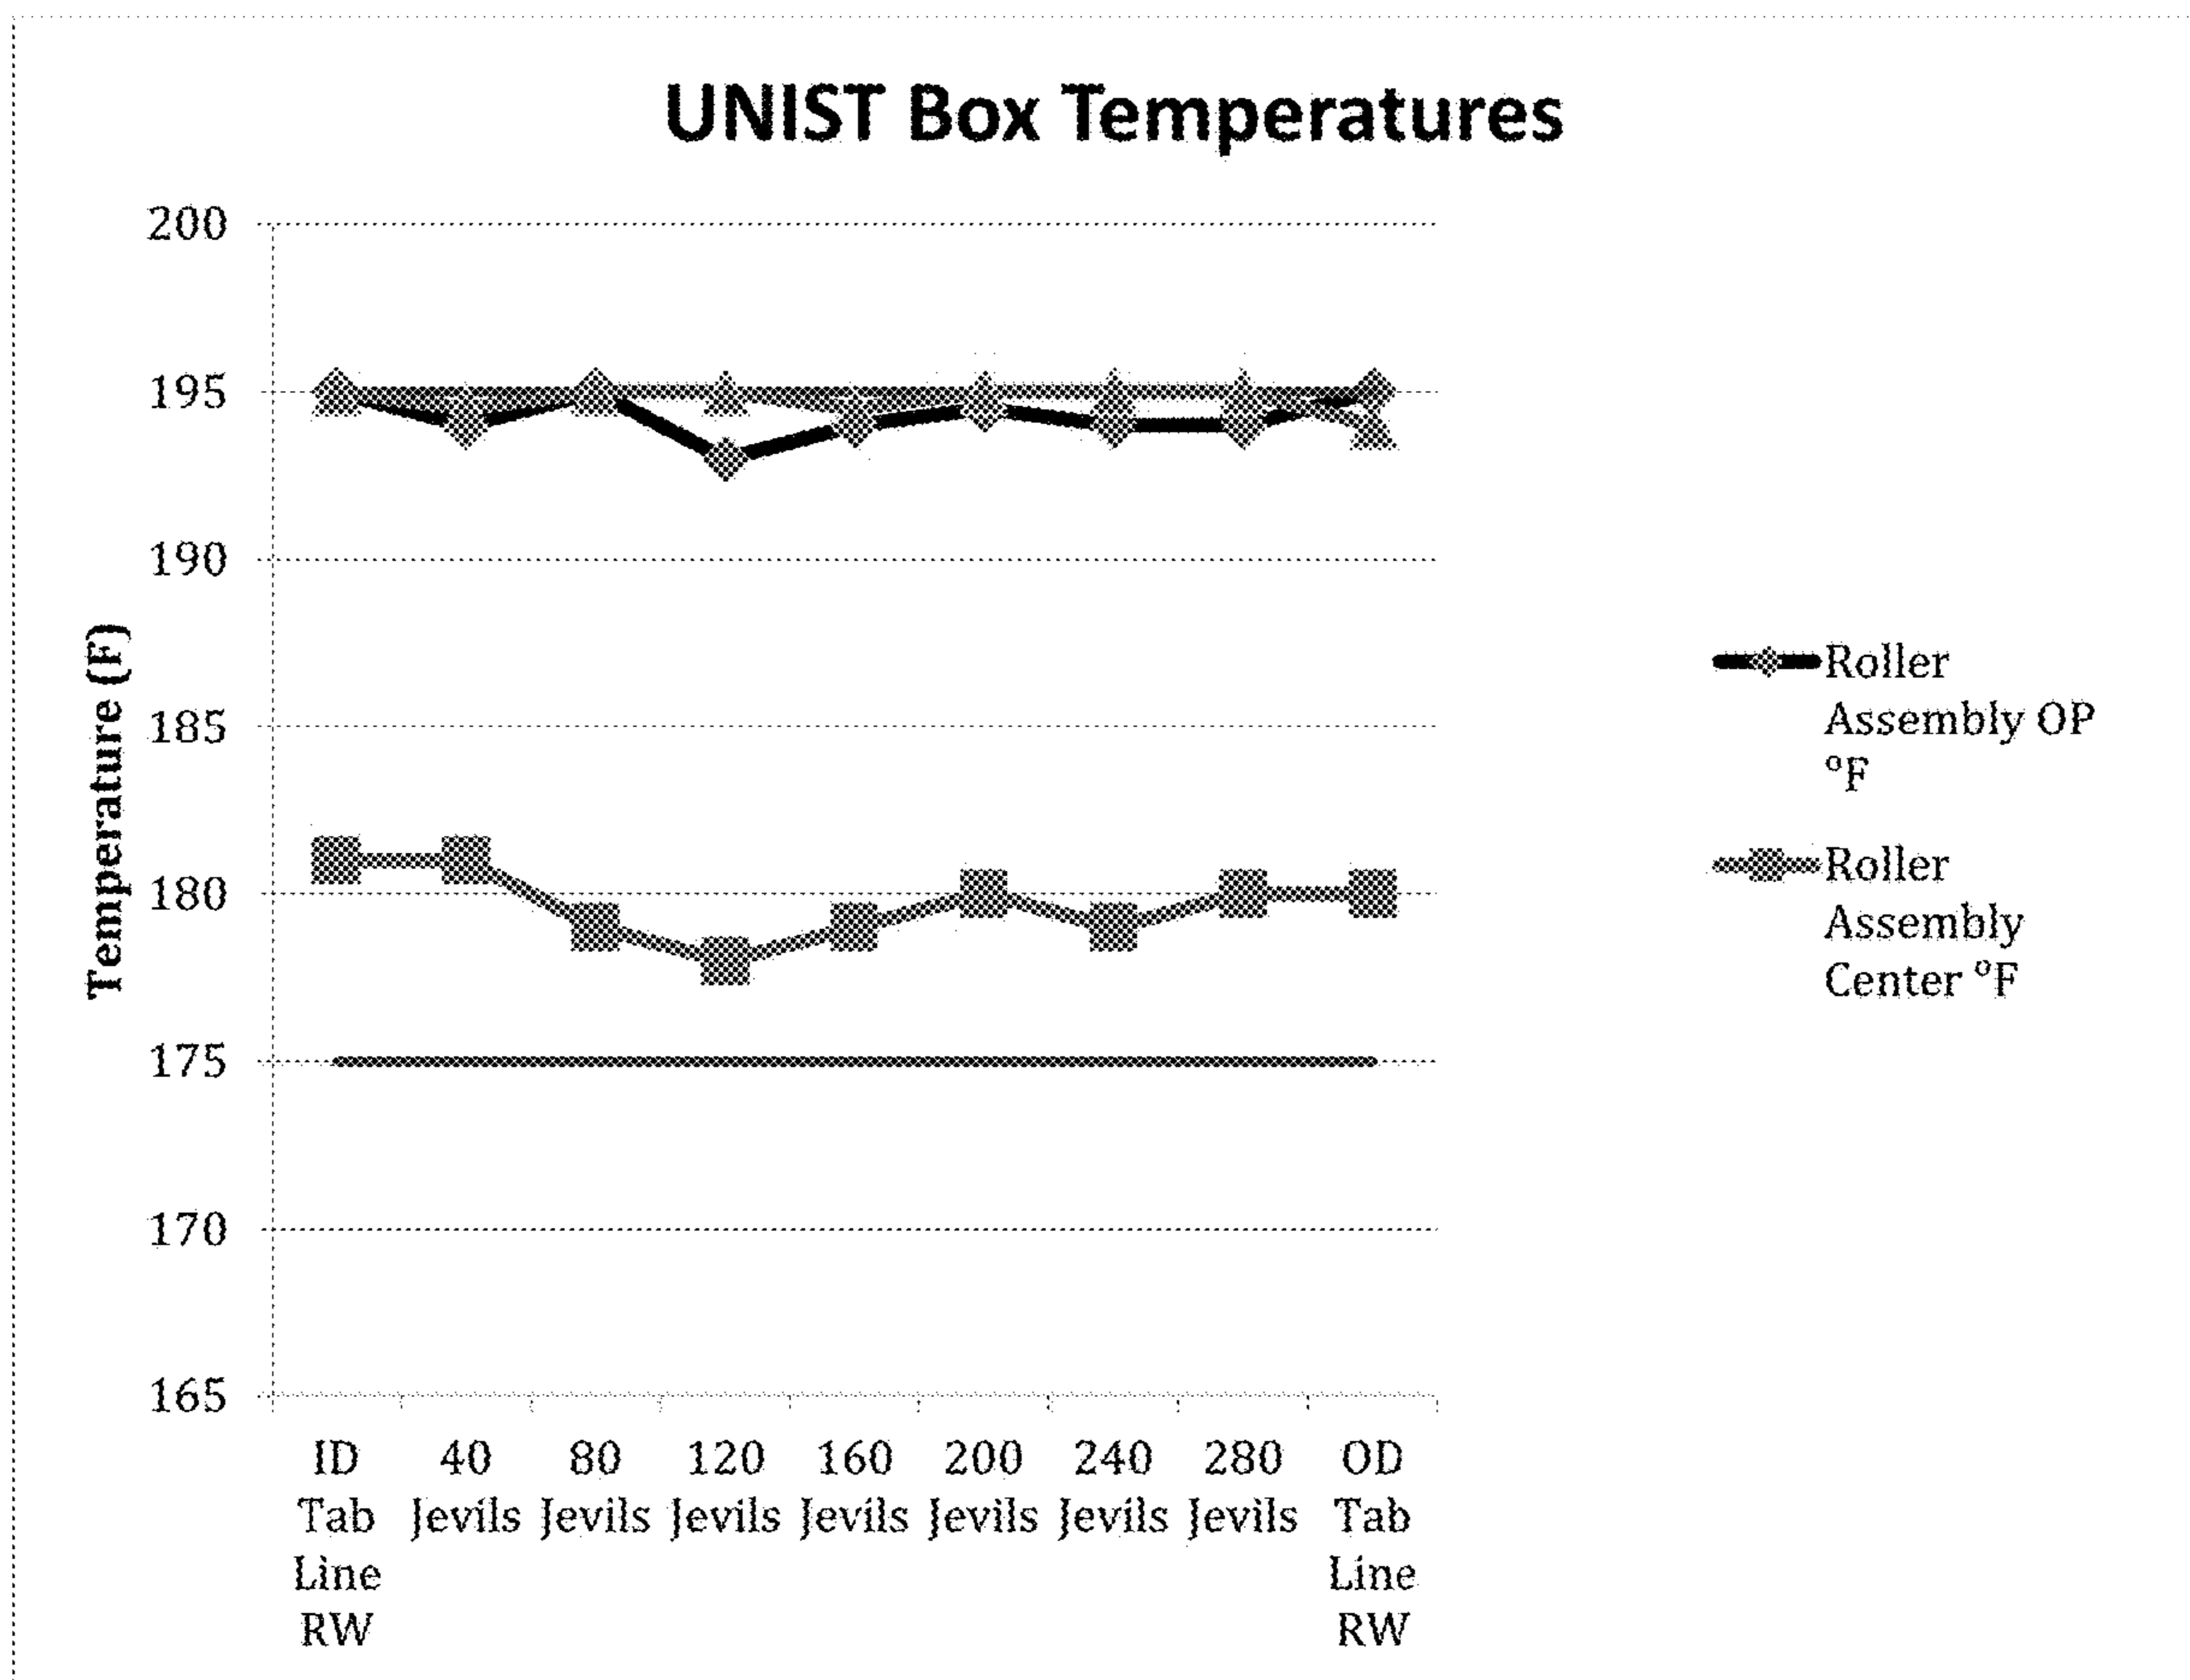 UNIST Box Temperatures
200
195
190
185
180
175
170
165
Temperature (F)
ID 40 80 120 160 200 240 280 OD
Tab Jevils Jevils Jevils Jevils Jevils Jevils Jevils Tab
Line Line
RW RW
Roller
Assembly OP
°F
Roller
Assembly
Center °F